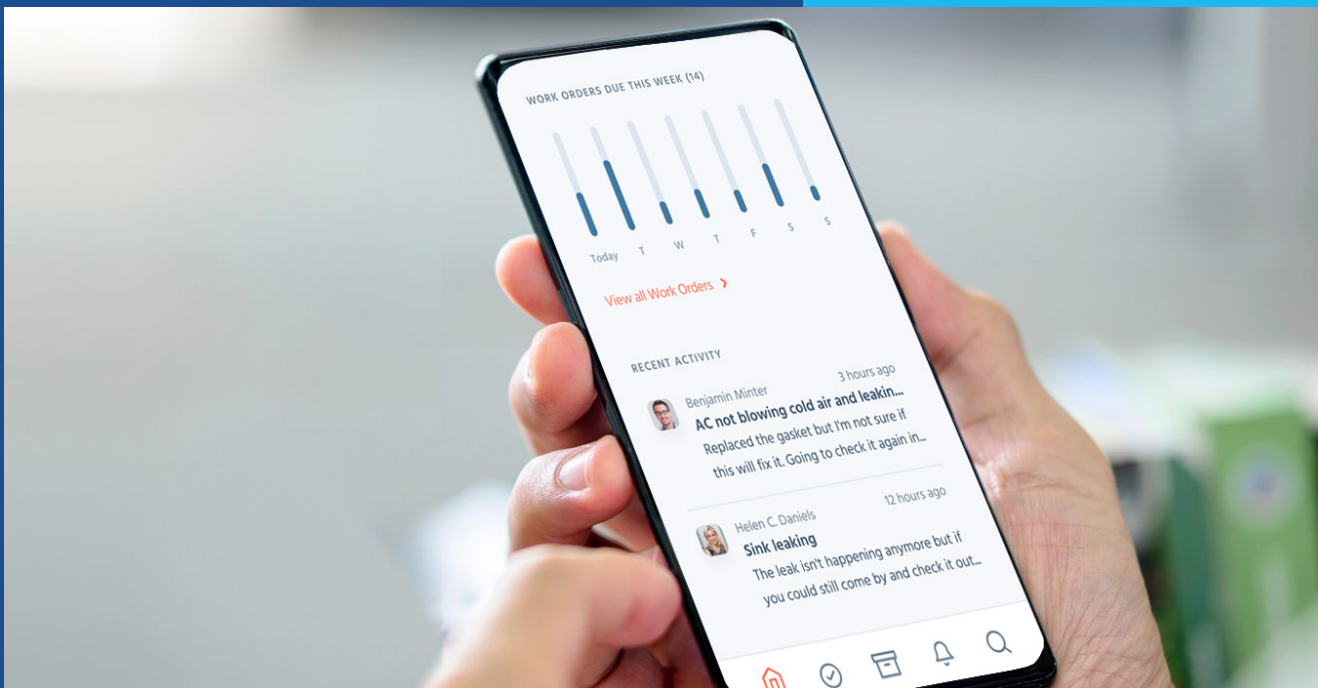 WORK ORDERS DUE THIS WEEK (14)
Today T W T F S S
View all Work Orders
RECENT ACTIVITY
Benjamin Minter 3 hours ago
AC not blowing cold air and leakin...
Replaced the gasket but I'm not sure if
this will fix it. Going to check it again in...
Helen C. Daniels 12 hours ago
Sink leaking
The leak isn't happening anymore but if
you could still come by and check it out...